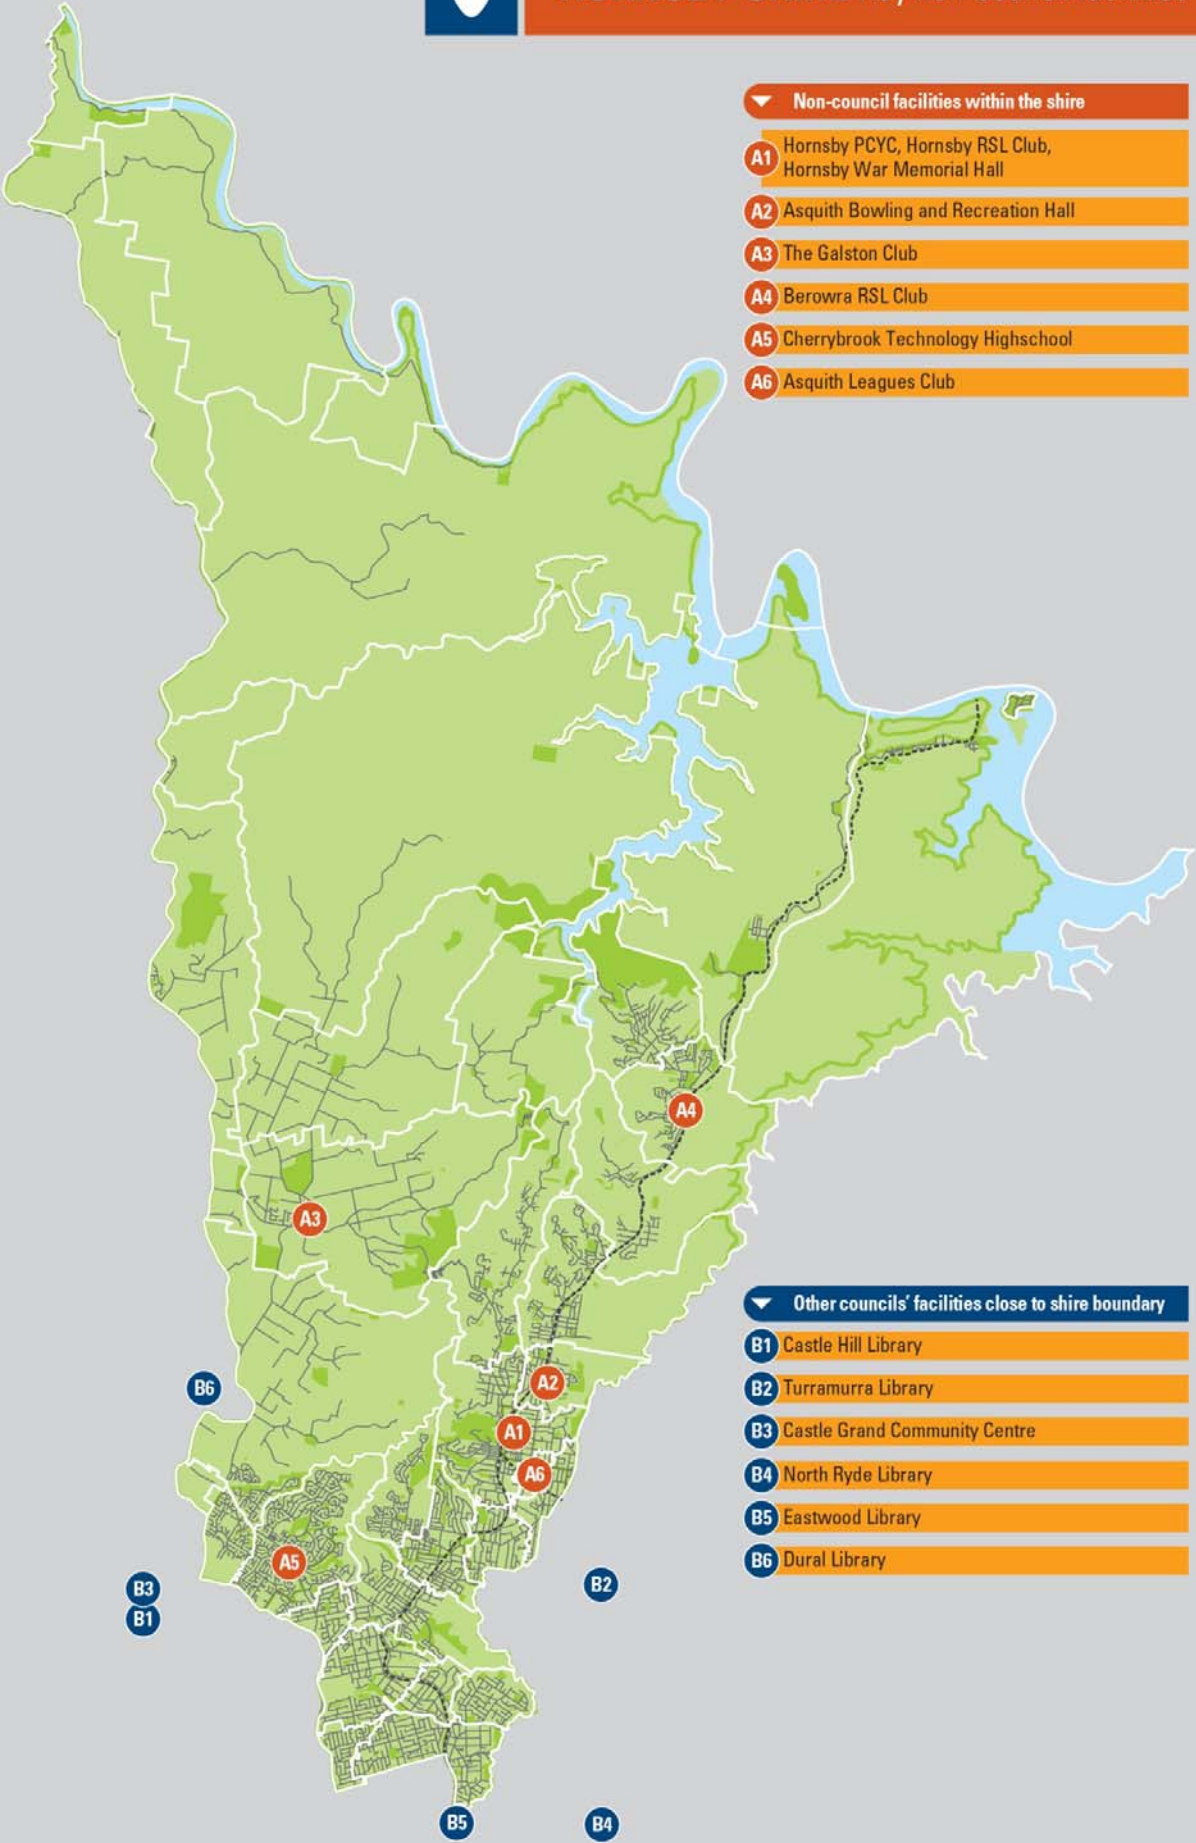 Non-council facilities within the shire
A1 Hornsby PCYC, Hornsby RSL Club,
Hornsby War Memorial Hall
A2 Asquith Bowling and Recreation Hall
A3 The Galston Club
A4 Berowra RSL Club
A5 Cherrybrook Technology Highschool
A6 Asquith Leagues Club
A4
A3
Other councils' facilities close to shire boundary
B1 Castle Hill Library
B2 Turramurra Library
B3 Castle Grand Community Centre
B4 North Ryde Library
B5 Eastwood Library
B6 Dural Library
B6
A2
A1
A6
A5
B3
B1
B2
B5
B4